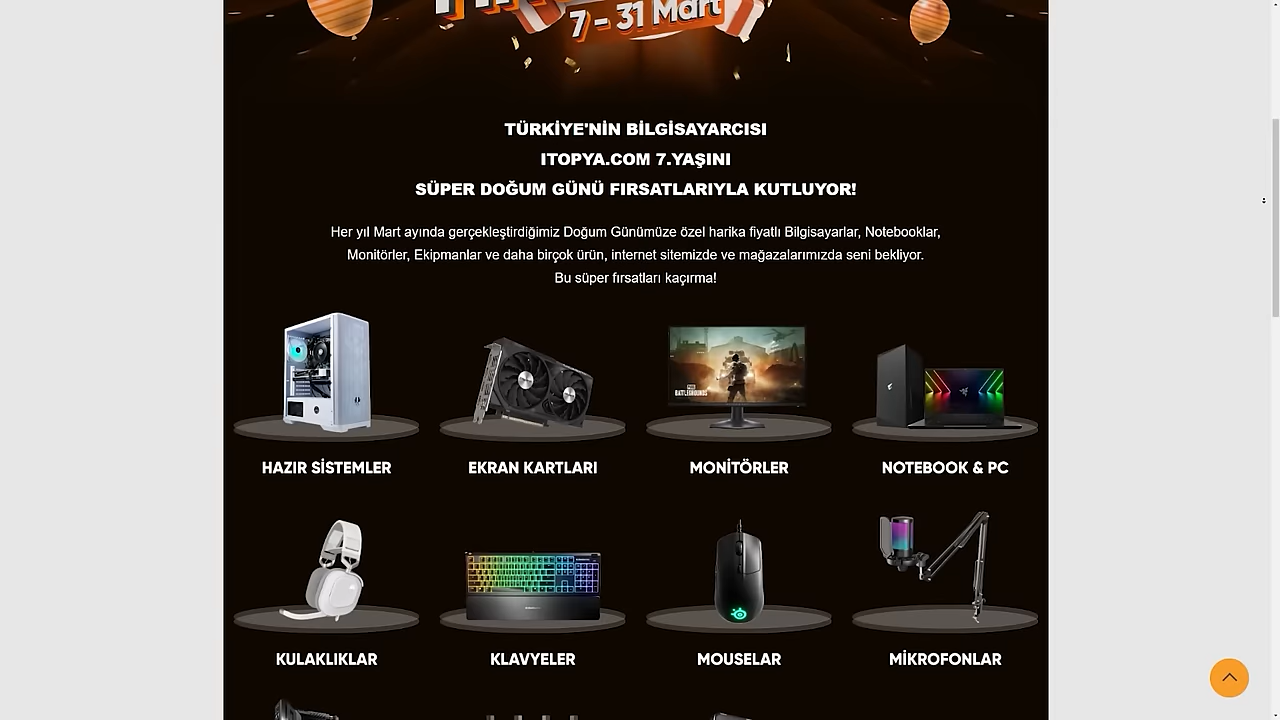 7 - 31 Mart
TÜRKİYE'NİN BİLGİSAYARCISI
ITOPYA.COM 7.YAŞINI
SÜPER DOĞUM GÜNÜ FIRSATLARIYLA KUTLUYOR!
Her yıl Mart ayında gerçekleştirdiğimiz Doğum Günümüze özel harika fiyatlı Bilgisayarlar, Notebooklar,
Monitörler, Ekipmanlar ve daha birçok ürün, internet sitemizde ve mağazalarımızda seni bekliyor.
Bu süper fırsatları kaçırma!
BATTLEGROUNDS
HAZIR SİSTEMLER
EKRAN KARTLARI
MONİTÖRLER
NOTEBOOK & PC
KULAKLIKLAR
KLAVYELER
MOUSELAR
MİKROFONLAR